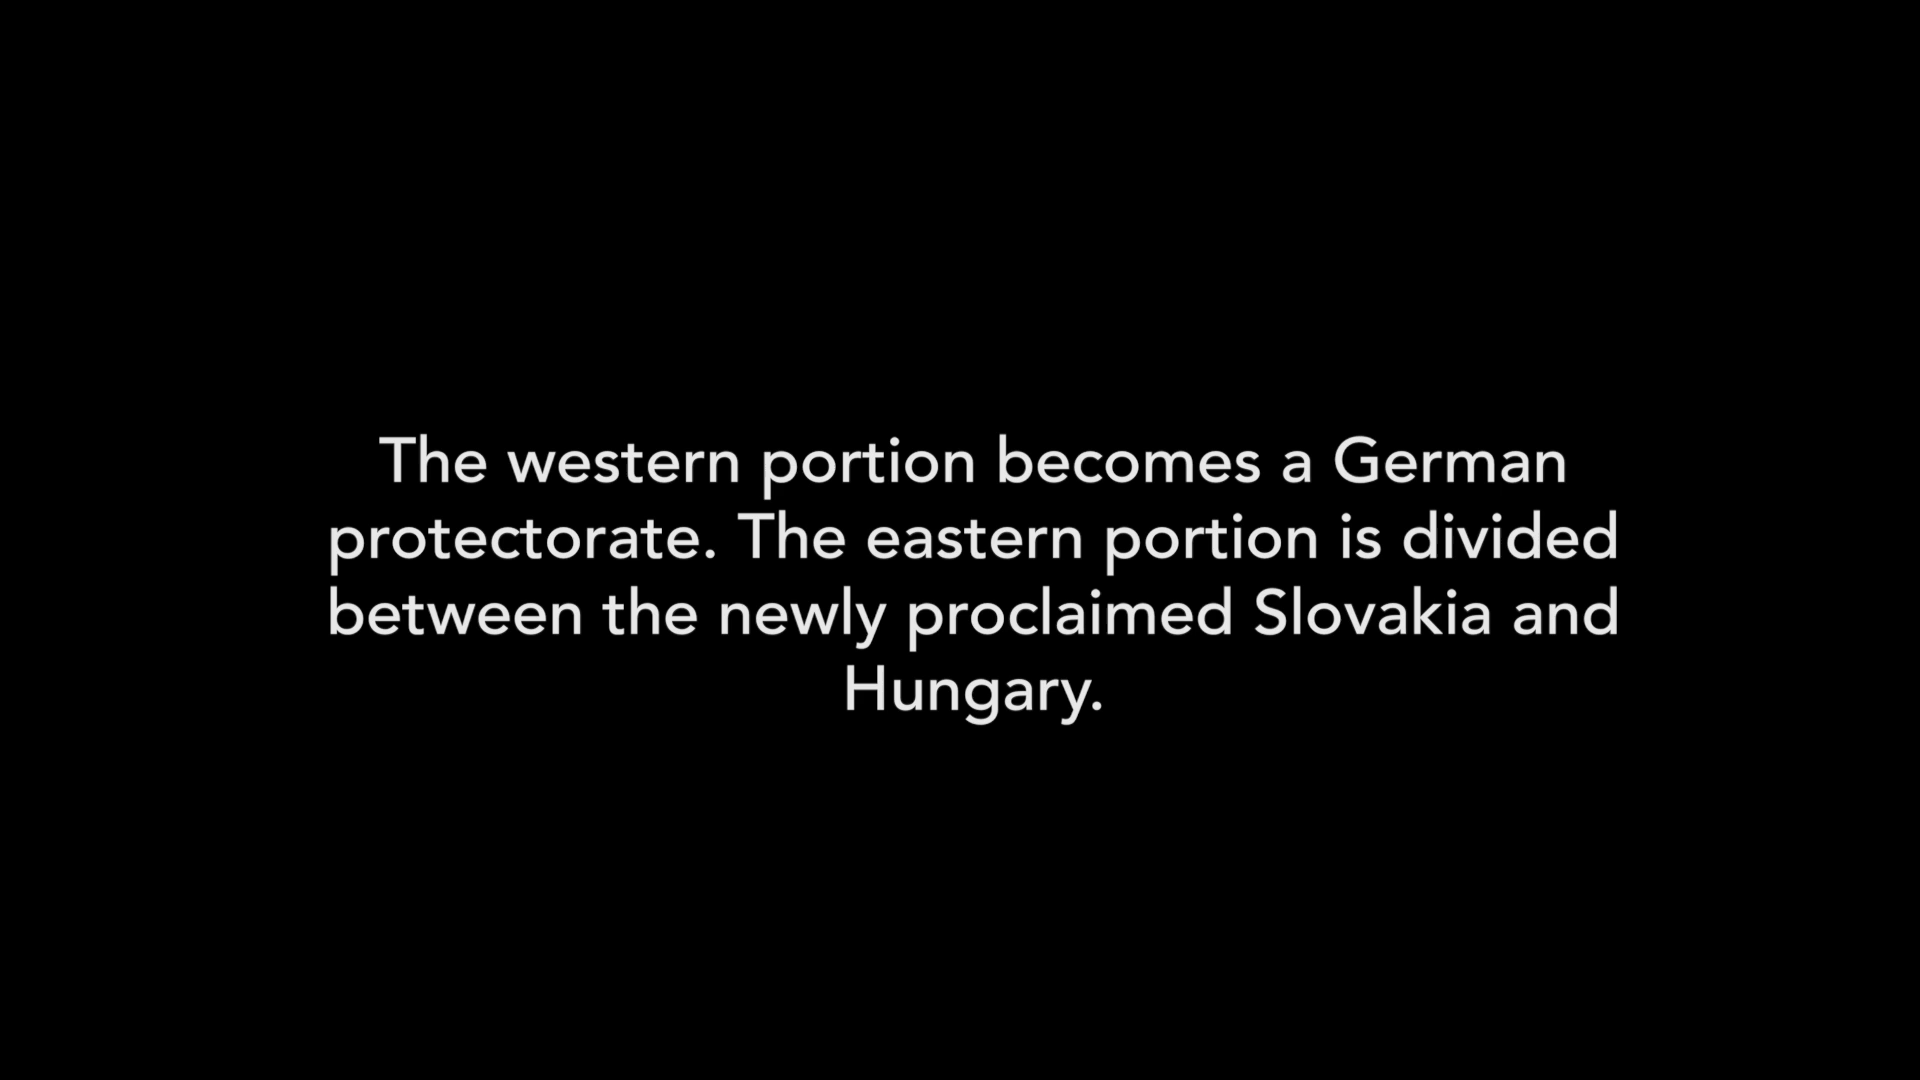 The western portion becomes a German
protectorate. The eastern portion is divided
between the newly proclaimed Slovakia and
Hungary.